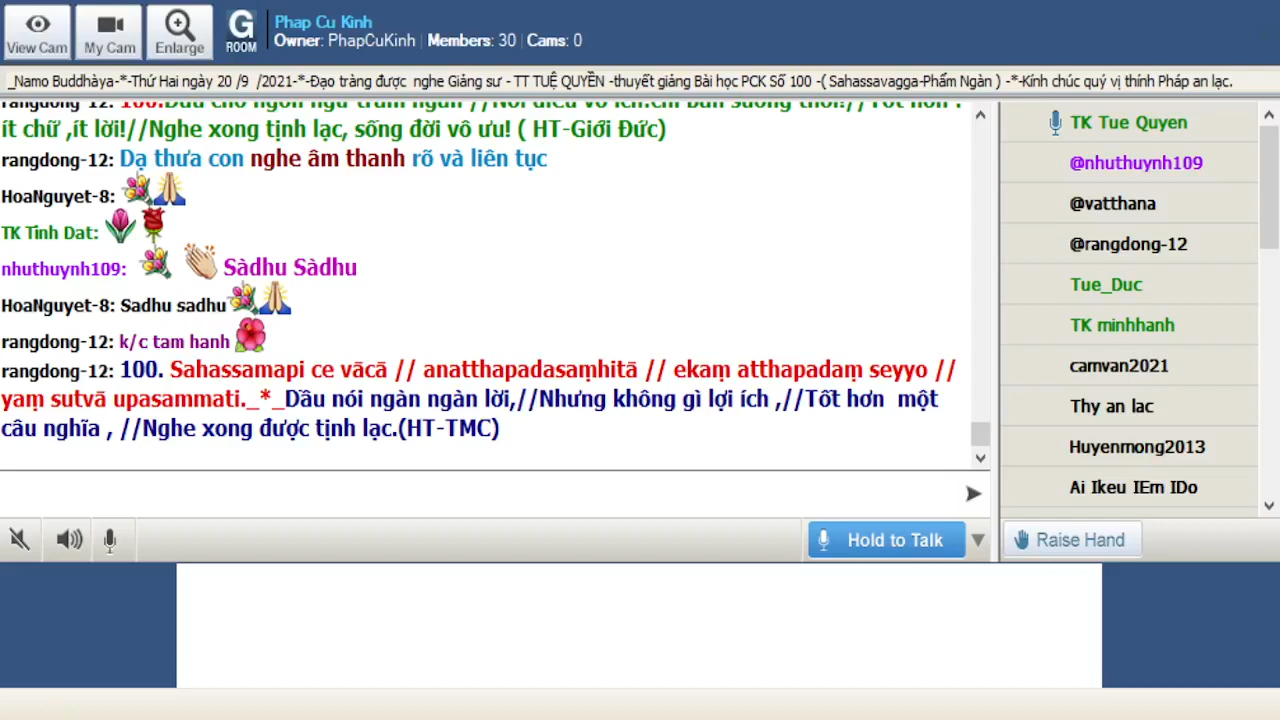 View Cam
My Cam
Enlarge
G
ROOM
Phap Cu Kinh
Owner: PhapCuKinh | Members: 30 | Cams: 0
_Namo Buddhàya-*-Thứ Hai ngày 20 /9 /2021-*-Đạo tràng được nghe Giảng sư - TT TUỆ QUYỀN -thuyết giảng Bài học PCK Số 100 -( Sahassavagga-Phẩm Ngàn ) -*-Kính chúc quý vị thính Pháp an lạc.
rangdong-12: 100.
ít chữ ,ít lời!//Nghe xong tịnh lạc, sống đời vô ưu! ( HT-Giới Đức)
rangdong-12: Dạ thưa con nghe âm thanh rõ và liên tục
HoaNguyet-8:
TK Tinh Dat:
nhuthuynh109: Sàdhu Sàdhu
HoaNguyet-8: Sadhu sadhu
rangdong-12: k/c tam hanh
rangdong-12: 100. Sahassamapi ce vācā // anatthapadasaṃhitā // ekaṃ atthapadaṃ seyyo //
yaṃ sutvā upasammati._*_Dầu nói ngàn ngàn lời,//Nhưng không gì lợi ích ,//Tốt hơn một
câu nghĩa , //Nghe xong được tịnh lạc.(HT-TMC)
TK Tue Quyen
@nhuthuynh109
@vatthana
@rangdong-12
Tue_Duc
TK minhhanh
camvan2021
Thy an lac
Huyenmong2013
Ai Ikeu IEm IDo
Hold to Talk
Raise Hand